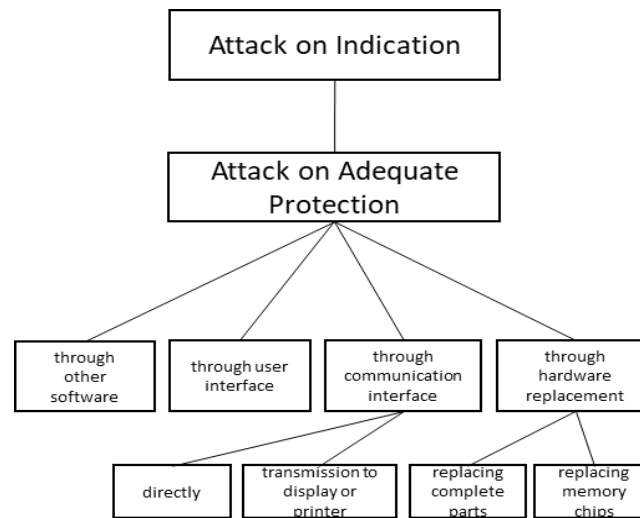 Attack on Indication
Attack on Adequate
Protection
through
other
software
through user
interface
through
communication
interface
through
hardware
replacement
directly
transmission to
display or
printer
replacing
complete
parts
replacing
memory
chips